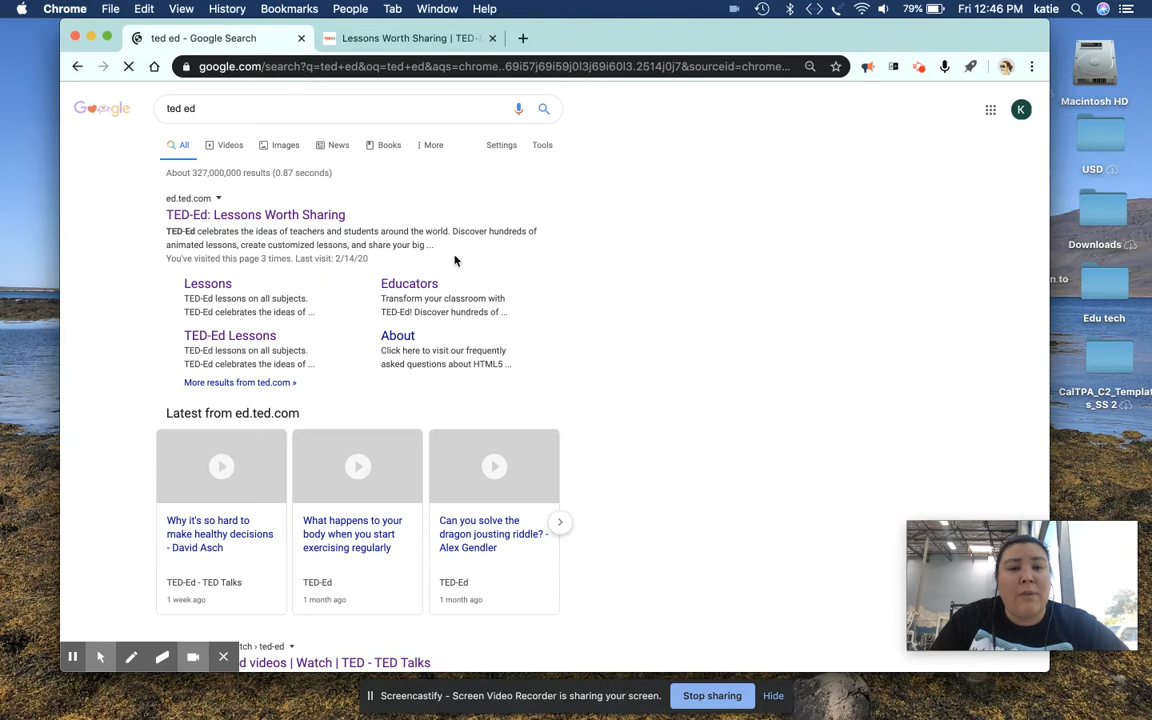 Chrome File Edit View History Bookmarks People Tab Window Help 79% Fri 12:46 PM katie
ted ed - Google Search
Lessons Worth Sharing | TED-
google.com/search?q=ted+ed&oq=ted+ed&aqs=chrome..69i57j69i59j0l3j69i60l3.2514j0j7&sourceid=chrome...
Macintosh HD
USD
Downloads
n to
Edu tech
CalTPA_C2_Templat
s_SS 2
Google
ted ed
K
All Videos Images News Books More Settings Tools
About 327,000,000 results (0.87 seconds)
ed.ted.com
TED-Ed: Lessons Worth Sharing
TED-Ed celebrates the ideas of teachers and students around the world. Discover hundreds of
animated lessons, create customized lessons, and share your big ...
You've visited this page 3 times. Last visit: 2/14/20
Lessons
TED-Ed lessons on all subjects.
TED-Ed celebrates the ideas of ...
Educators
Transform your classroom with
TED-Ed! Discover hundreds of ...
TED-Ed Lessons
TED-Ed lessons on all subjects.
TED-Ed celebrates the ideas of ...
About
Click here to visit our frequently
asked questions about HTML5 ...
More results from ted.com »
Latest from ed.ted.com
Why it's so hard to
make healthy decisions
- David Asch
TED-Ed - TED Talks
1 week ago
What happens to your
body when you start
exercising regularly
TED-Ed
1 month ago
Can you solve the
dragon jousting riddle? -
Alex Gendler
TED-Ed
1 month ago
tch › ted-ed
d videos | Watch | TED - TED Talks
Screencastify - Screen Video Recorder is sharing your screen. Stop sharing Hide